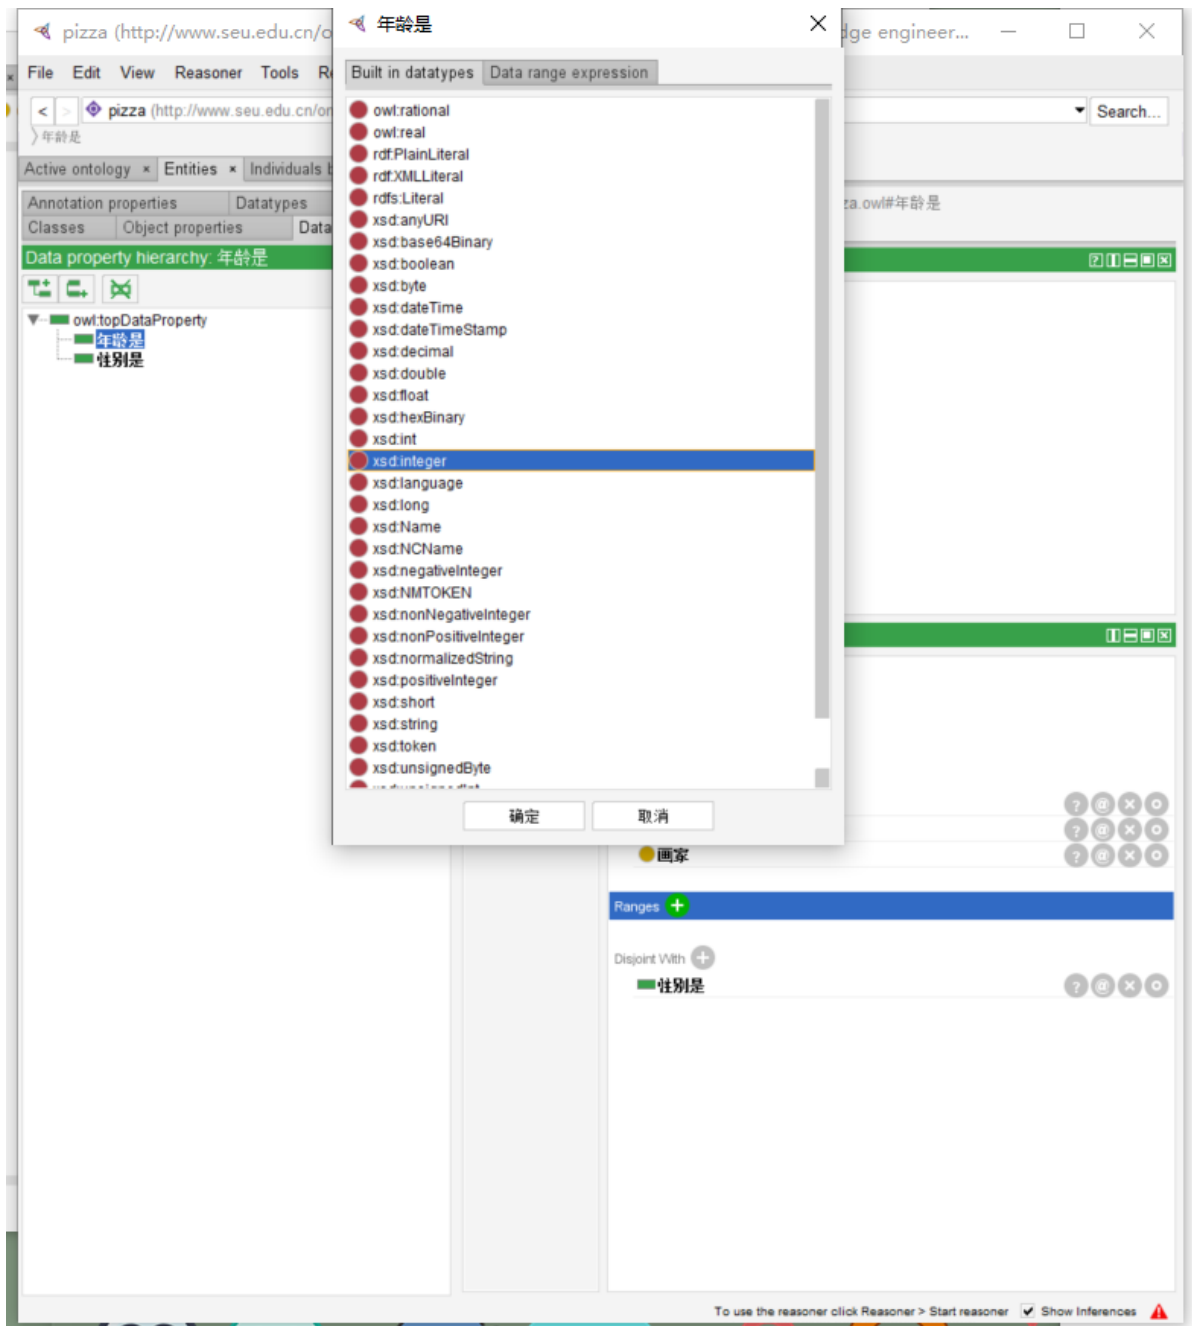 pizza (http://www.seu.edu.cn/o
年龄是
dge engineer...
File Edit View Reasoner Tools
Built in datatypes Data range expression
< > pizza (http://www.seu.edu.cn/on
Search...
年龄是
Active ontology × Entities × Individuals
Annotation properties Datatypes
za.owl#年龄是
Classes Object properties Data
Data property hierarchy: 年龄是
owl:topDataProperty
年龄是
性别是
owl:rational
owl:real
rdf:PlainLiteral
rdf:XMLLiteral
rdfs:Literal
xsd:anyURI
xsd:base64Binary
xsd:boolean
xsd:byte
xsd:dateTime
xsd:dateTimeStamp
xsd:decimal
xsd:double
xsd:float
xsd:hexBinary
xsd:int
xsd:integer
xsd:language
xsd:long
xsd:Name
xsd:NCName
xsd:negativeInteger
xsd:NMTOKEN
xsd:nonNegativeInteger
xsd:nonPositiveInteger
xsd:normalizedString
xsd:positiveInteger
xsd:short
xsd:string
xsd:token
xsd:unsignedByte
确定 取消
画家
Ranges
Disjoint With
性别是
To use the reasoner click Reasoner > Start reasoner Show Inferences